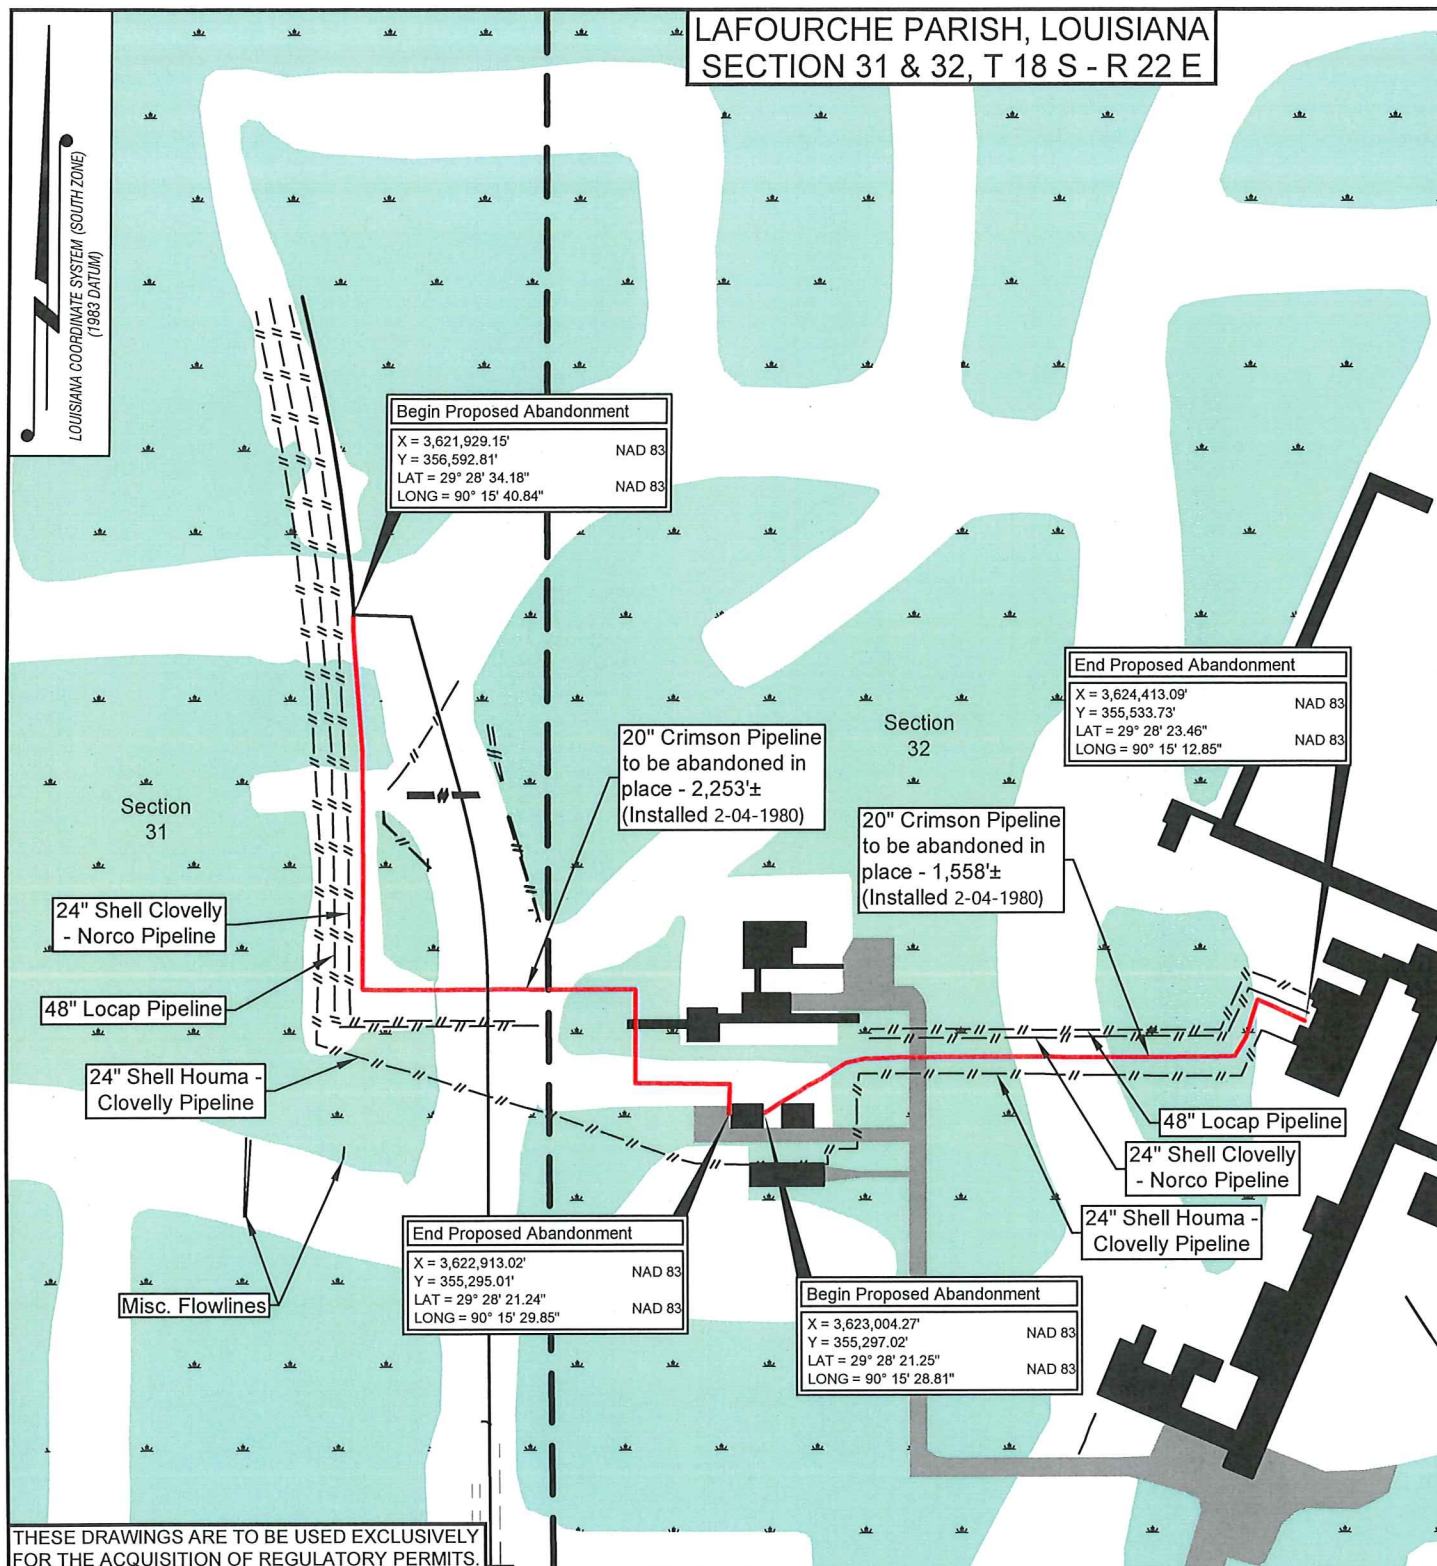 LAFOURCHE PARISH, LOUISIANA
SECTION 31 & 32, T 18 S - R 22 E
LOUISIANA COORDINATE SYSTEM (SOUTH ZONE)
(1983 DATUM)
Begin Proposed Abandonment
X = 3,621,929.15'
Y = 356,592.81'
NAD 83
LAT = 29° 28' 34.18"
LONG = 90° 15' 40.84"
NAD 83
End Proposed Abandonment
X = 3,624,413.09'
Y = 355,533.73'
NAD 83
LAT = 29° 28' 23.46"
LONG = 90° 15' 12.85"
NAD 83
Section
32
20" Crimson Pipeline
to be abandoned in
place - 2,253'±
(Installed 2-04-1980)
Section
31
20" Crimson Pipeline
to be abandoned in
place - 1,558'±
(Installed 2-04-1980)
24" Shell Clovelly
- Norco Pipeline
48" Locap Pipeline
24" Shell Houma -
Clovelly Pipeline
48" Locap Pipeline
24" Shell Clovelly
- Norco Pipeline
24" Shell Houma -
Clovelly Pipeline
End Proposed Abandonment
X = 3,622,913.02'
Y = 355,295.01'
NAD 83
LAT = 29° 28' 21.24"
LONG = 90° 15' 29.85"
NAD 83
Begin Proposed Abandonment
X = 3,623,004.27'
Y = 355,297.02'
NAD 83
LAT = 29° 28' 21.25"
LONG = 90° 15' 28.81"
NAD 83
Misc. Flowlines
THESE DRAWINGS ARE TO BE USED EXCLUSIVELY
FOR THE ACQUISITION OF REGULATORY PERMITS.